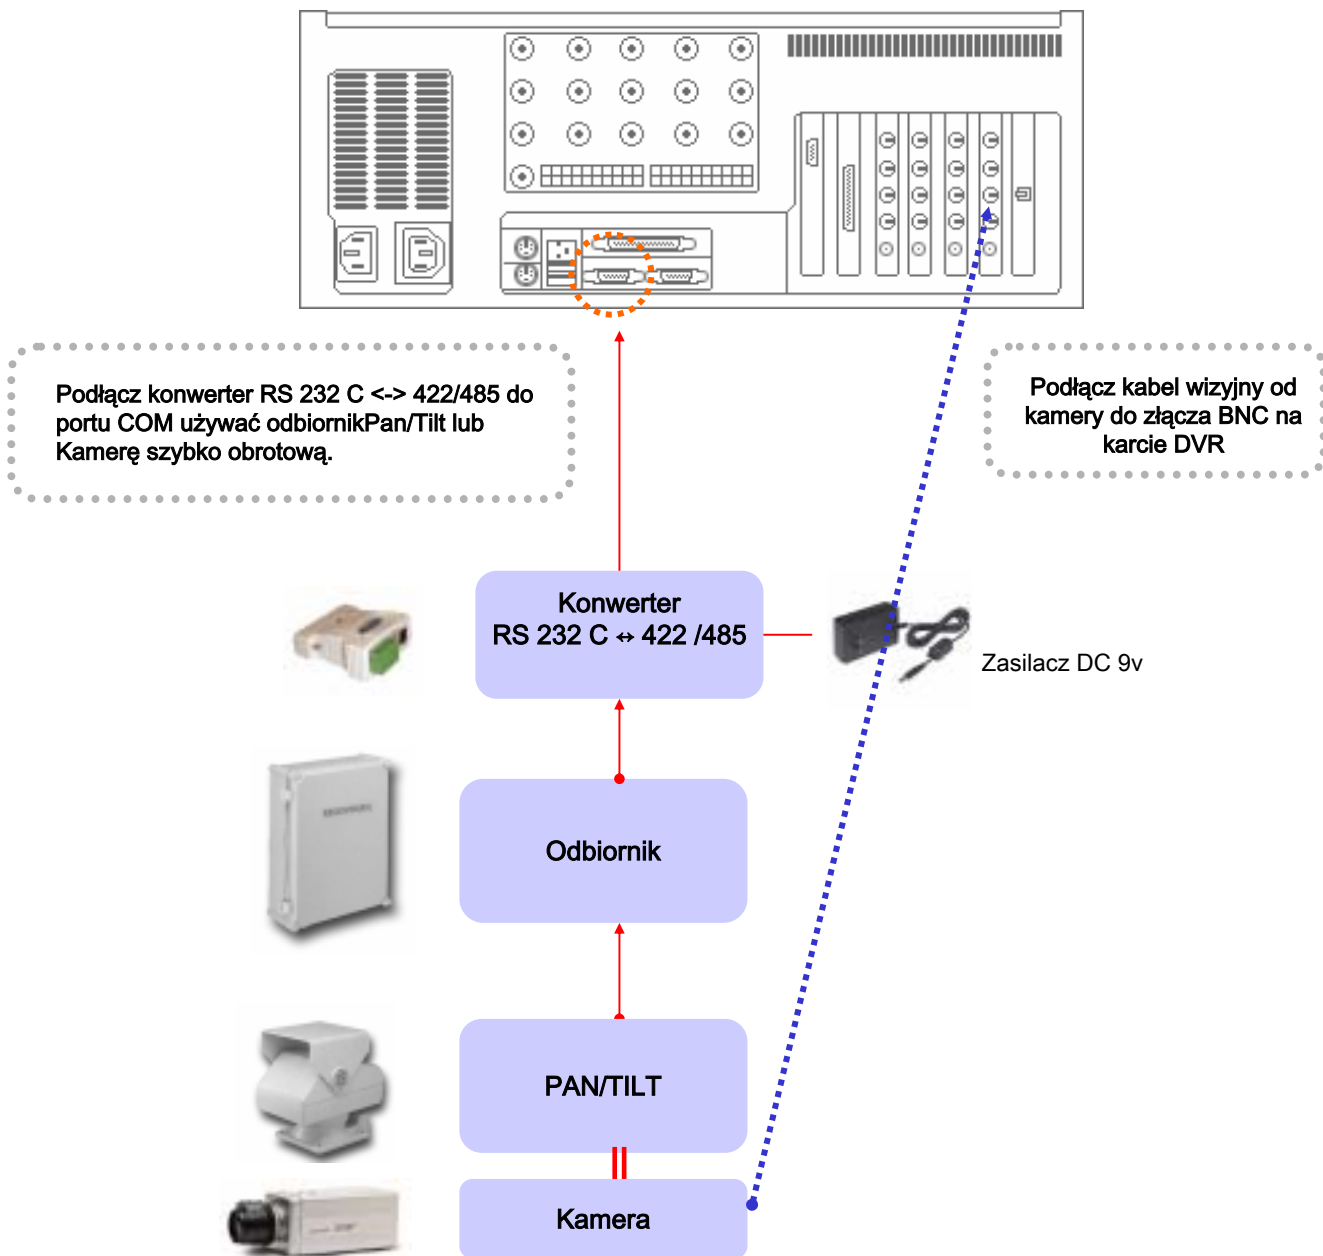 Podłącz konwerter RS 232 C <-> 422/485 do
portu COM używać odbiornikPan/Tilt lub
Kamerę szybko obrotową.
Podłącz kabel wizyjny od
kamery do złącza BNC na
karcie DVR
Konwerter
RS 232 C ↔ 422 /485
Zasilacz DC 9v
Odbiornik
PAN/TILT
Kamera